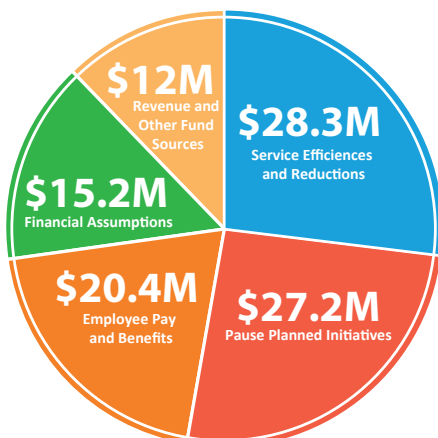 $12M
Revenue and
Other Fund
Sources
$28.3M
Service Efficiences
and Reductions
$15.2M
Financial Assumptions
$20.4M
Employee Pay
and Benefits
$27.2M
Pause Planned Initiatives